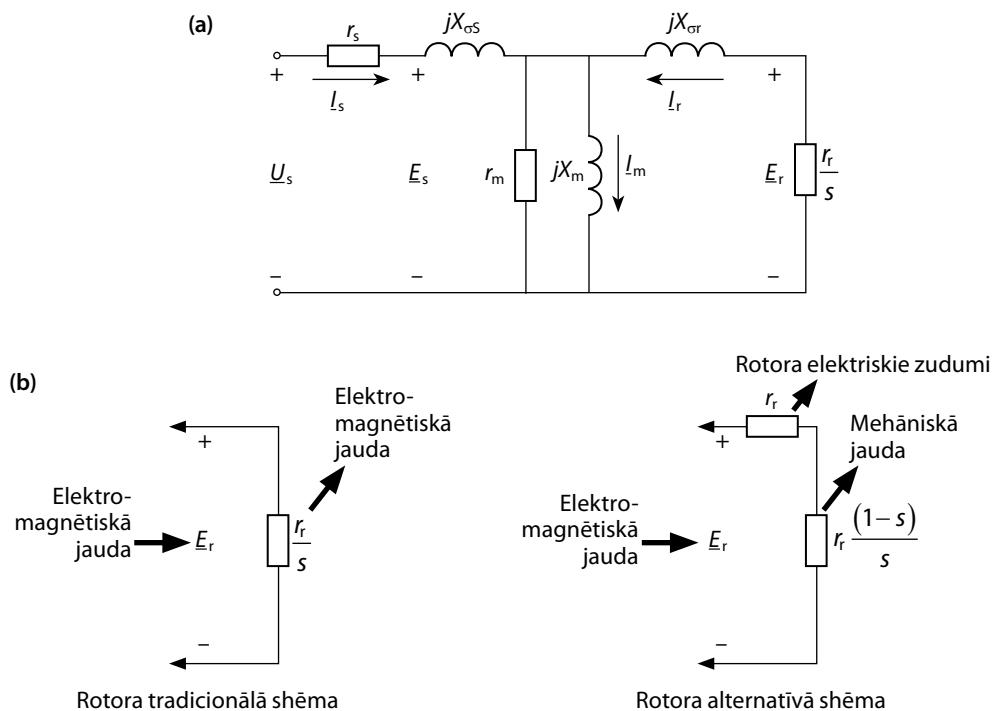 (a)
r_s
jX_σS
jX_σr
+
I_s
+
I_r
+
U_s
E_s
r_m
jX_m
I_m
E_r
r_r
s
−
−
−
(b)
Elektro-
magnētiskā
jauda
+
Elektro-
magnētiskā
jauda
E_r
r_r
s
−
Rotora tradicionālā shēma
Rotora elektriskie zudumi
r_r
+
Mehāniskā
jauda
Elektro-
magnētiskā
jauda
E_r
r_r (1−s)
s
−
Rotora alternatīvā shēma